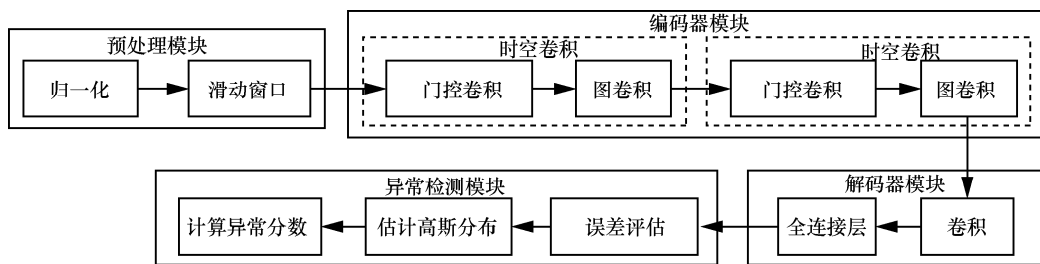 预处理模块
归一化
滑动窗口
编码器模块
时空卷积
门控卷积
图卷积
时空卷积
门控卷积
图卷积
异常检测模块
计算异常分数
估计高斯分布
误差评估
解码器模块
全连接层
卷积